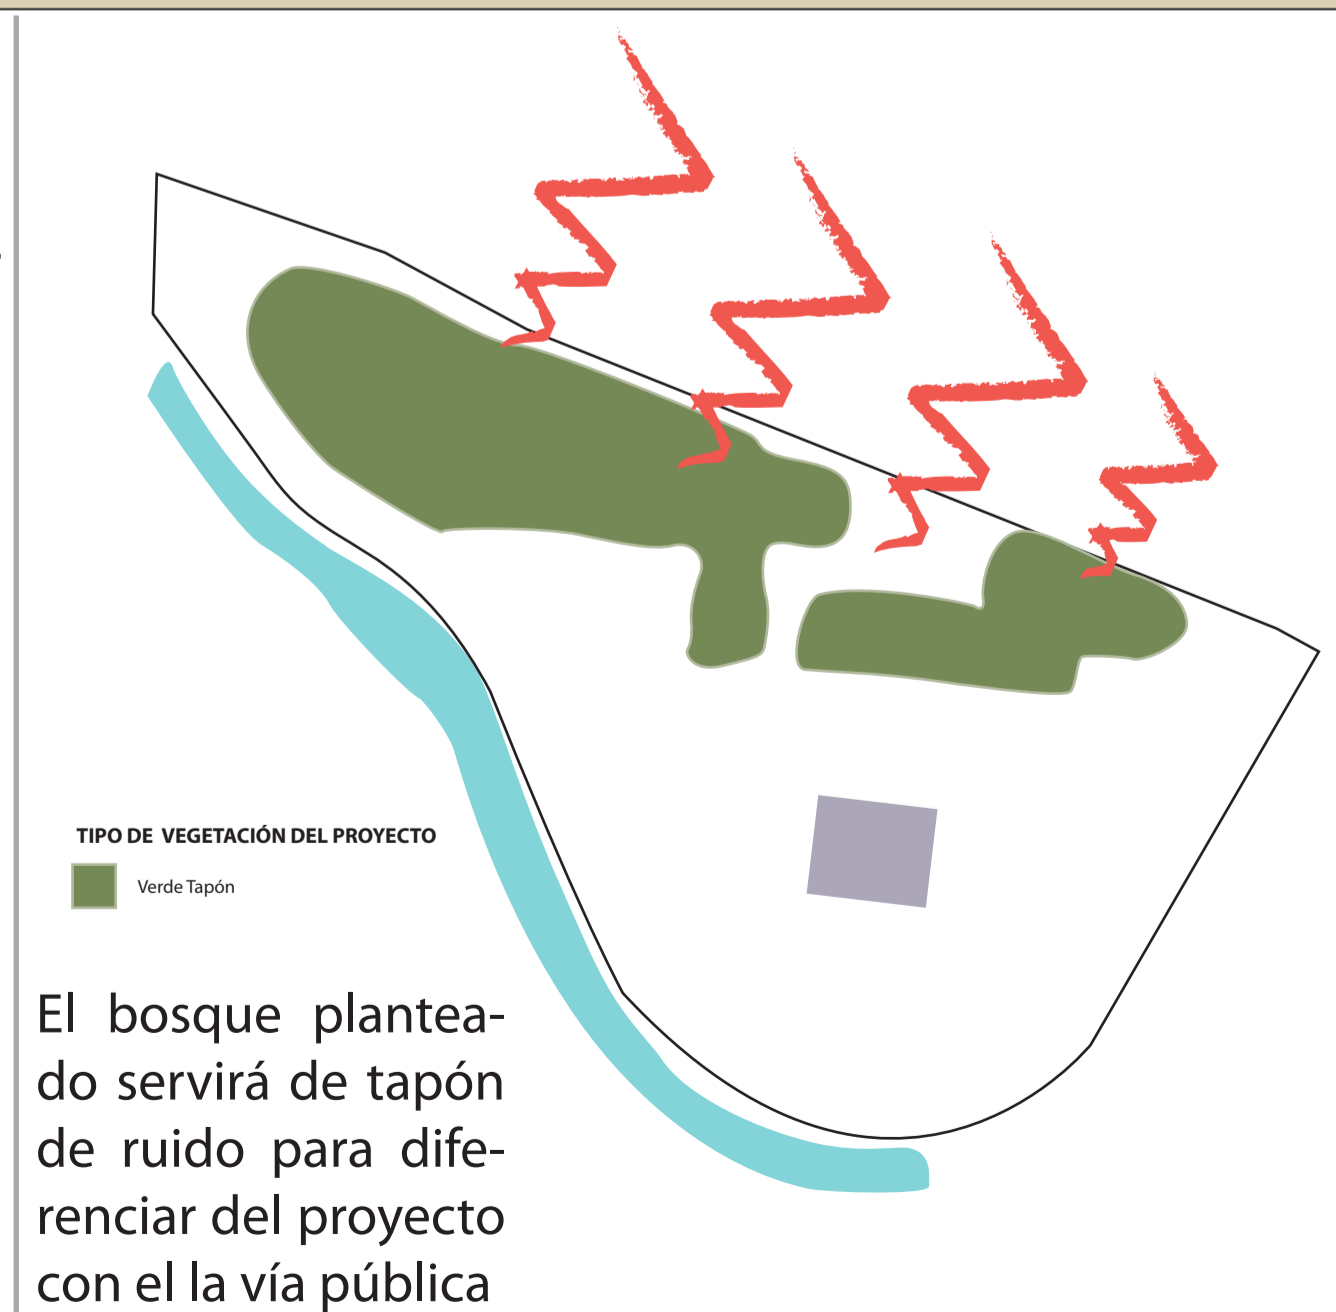 TIPO DE VEGETACIÓN DEL PROYECTO
Verde Tapón
El bosque plantea-
do servirá de tapón
de ruido para dife-
renciar del proyecto
con el la vía pública